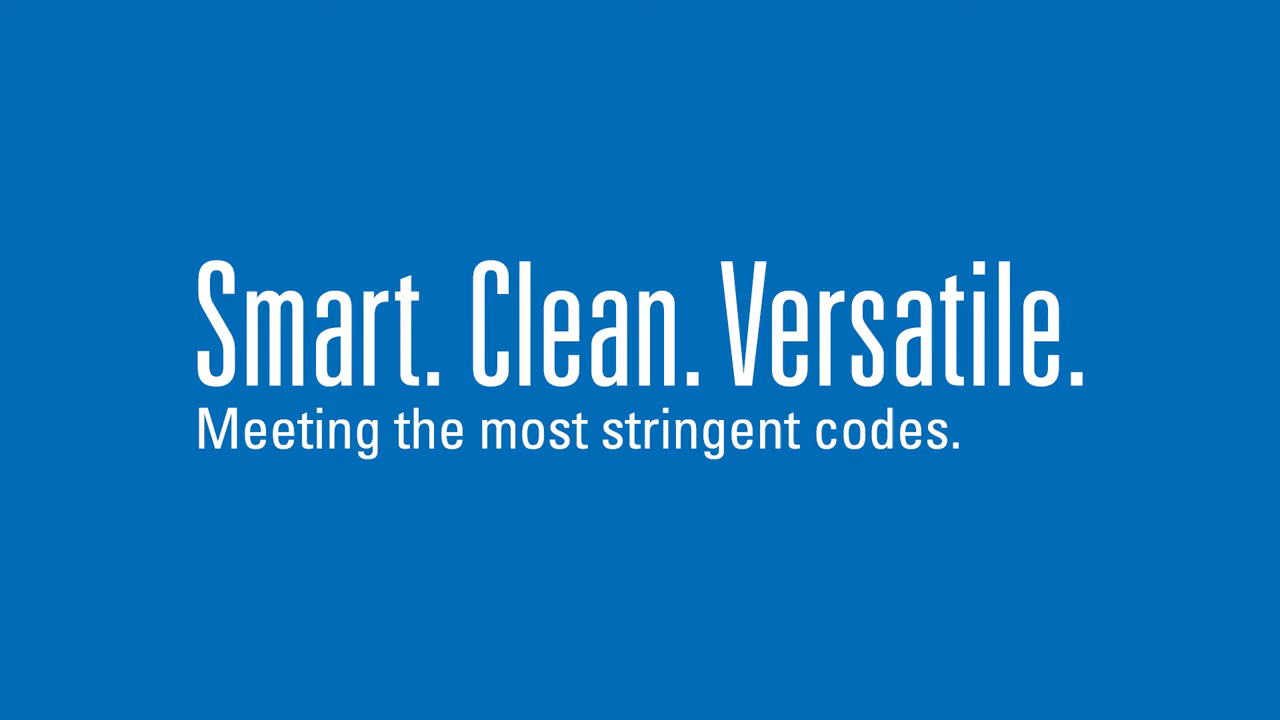 Smart. Clean. Versatile.
Meeting the most stringent codes.